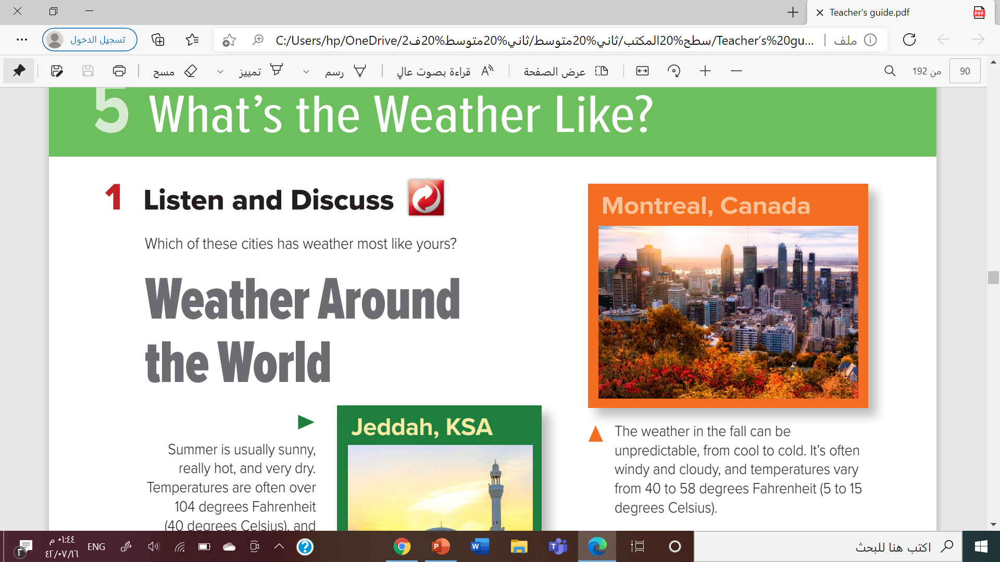 Teacher's guide.pdf
تسجيل الدخول
C:/Users/hp/OneDrive/سطح%20المكتب/ثاني%20متوسط/ثاني%20متوسط%20ف2/Teacher's%20gu...
ملف
مسح
تمييز
رسم
قراءة بصوت عالٍ
عرض الصفحة
من 192
90
5 What's the Weather Like?
1 Listen and Discuss
Which of these cities has weather most like yours?
Weather Around
the World
Montreal, Canada
The weather in the fall can be
unpredictable, from cool to cold. It's often
windy and cloudy, and temperatures vary
from 40 to 58 degrees Fahrenheit (5 to 15
degrees Celsius).
Jeddah, KSA
Summer is usually sunny,
really hot, and very dry.
Temperatures are often over
104 degrees Fahrenheit
(40 degrees Celsius), and
٠١:٤٤ م
٤٢/٠٧/١٦
٣
ENG
اكتب هنا للبحث